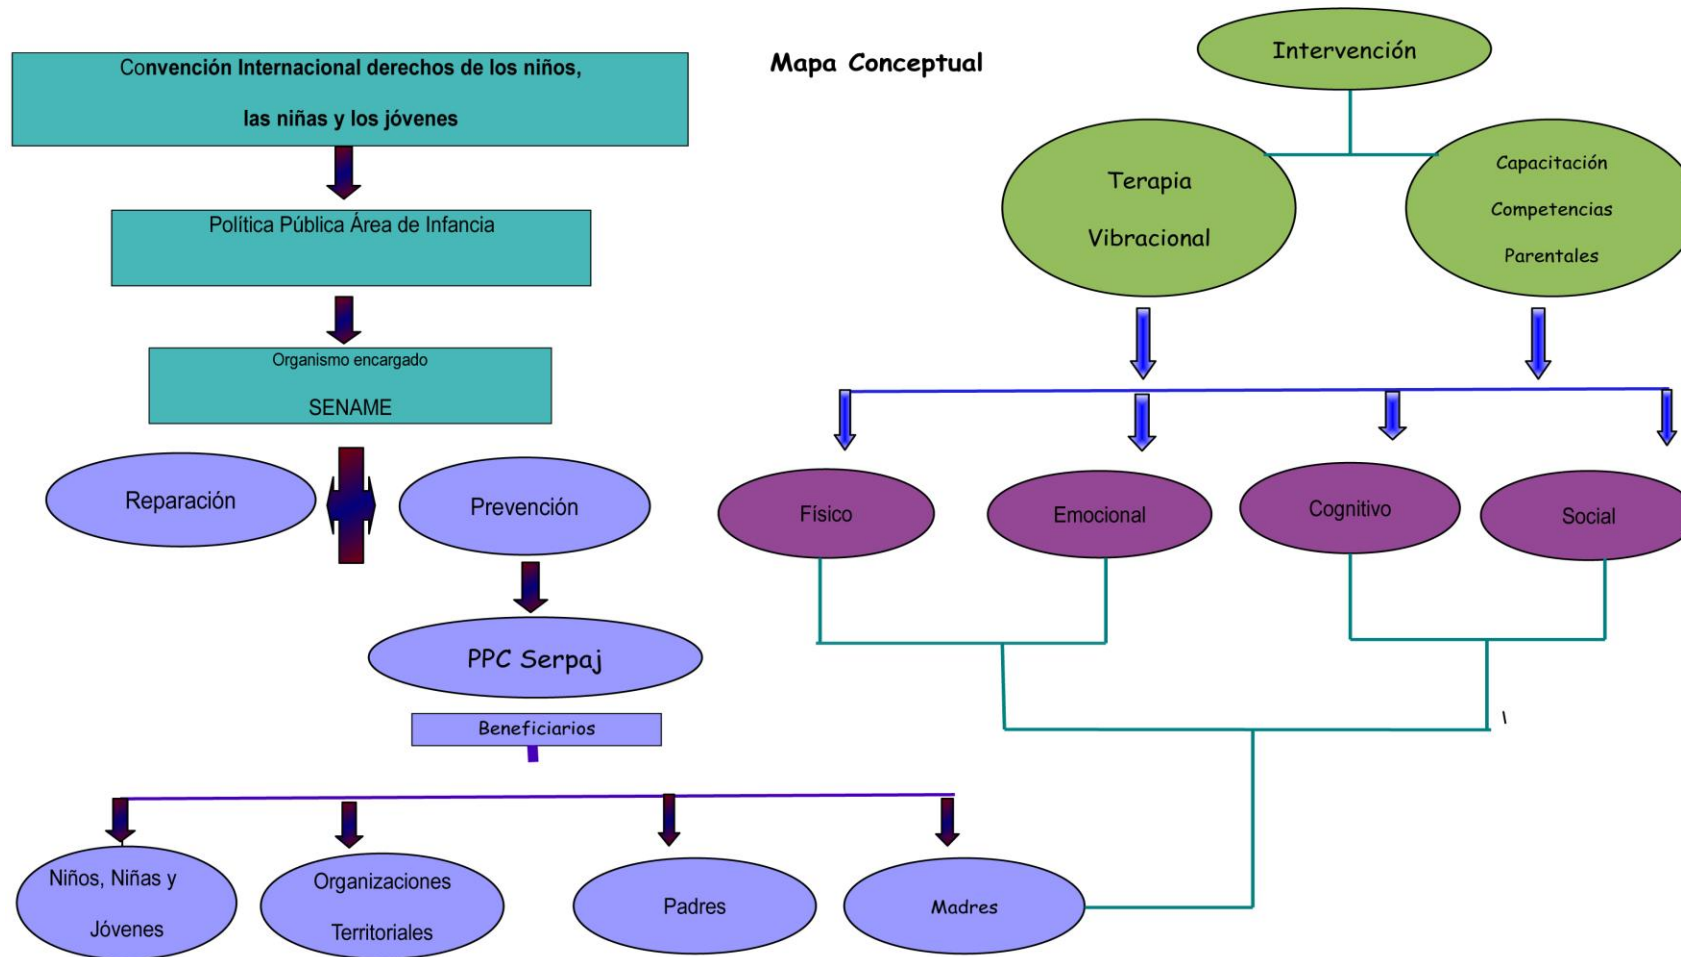 Mapa Conceptual
Convención Internacional derechos de los niños,
las niñas y los jóvenes
Política Pública Área de Infancia
Organismo encargado
SENAME
Reparación
Prevención
PPC Serpaj
Beneficiarios
Niños, Niñas y
Jóvenes
Organizaciones
Territoriales
Padres
Madres
Intervención
Terapia
Vibracional
Capacitación
Competencias
Parentales
Físico
Emocional
Cognitivo
Social